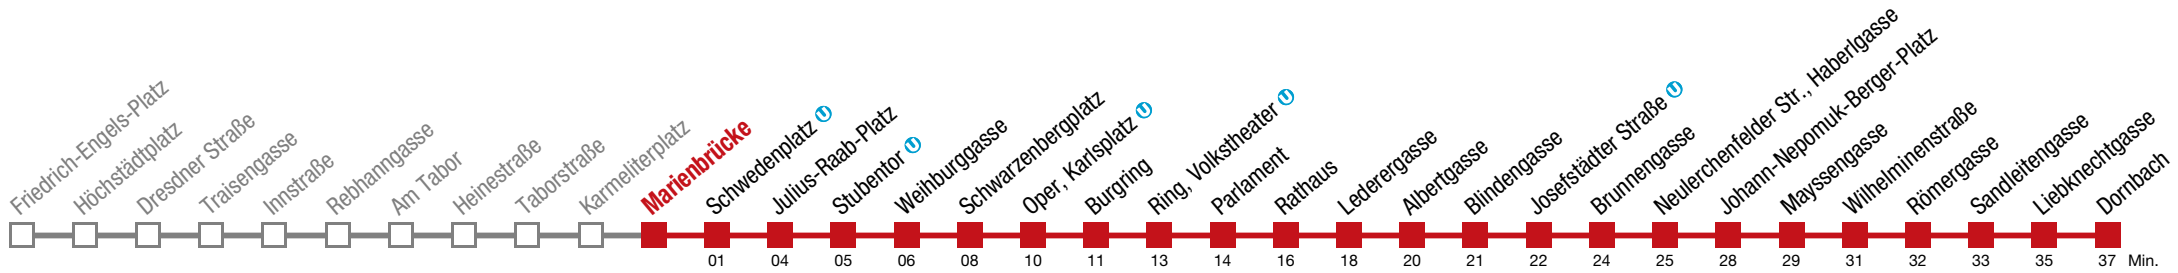 Friedrich-Engels-Platz
Höchstädtplatz
Dresdner Straße
Traisengasse
Innstraße
Rebhanngasse
Am Tabor
Heinestraße
Taborstraße
Karmeliterplatz
Marienbrücke
Schwedenplatz
Julius-Raab-Platz
Stubentor
Weihburggasse
Schwarzenbergplatz
Oper, Karlsplatz
Burgring
Ring, Volkstheater
Parlament
Rathaus
Lederergasse
Albertgasse
Blindengasse
Josefstädter Straße
Brunnengasse
Neulerchenfelder Str., Haberlgasse
Johann-Nepomuk-Berger-Platz
Mayssengasse
Wilhelminenstraße
Römergasse
Sandleitengasse
Liebknechtgasse
Dornbach
01 04 05 06 08 10 11 13 14 16 18 20 21 22 24 25 28 29 31 32 33 35 37 Min.